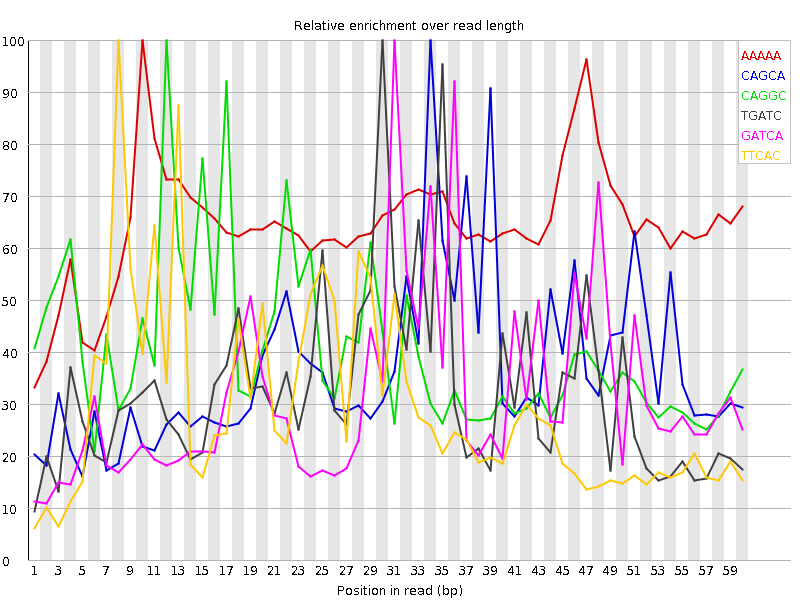 Relative enrichment over read length
100
90
80
70
60
50
40
30
20
10
0
AAAAA
CAGCA
CAGGC
TGATC
GATCA
TTCAC
1 3 5 7 9 11 13 15 17 19 21 23 25 27 29 31 33 35 37 39 41 43 45 47 49 51 53 55 57 59
Position in read (bp)